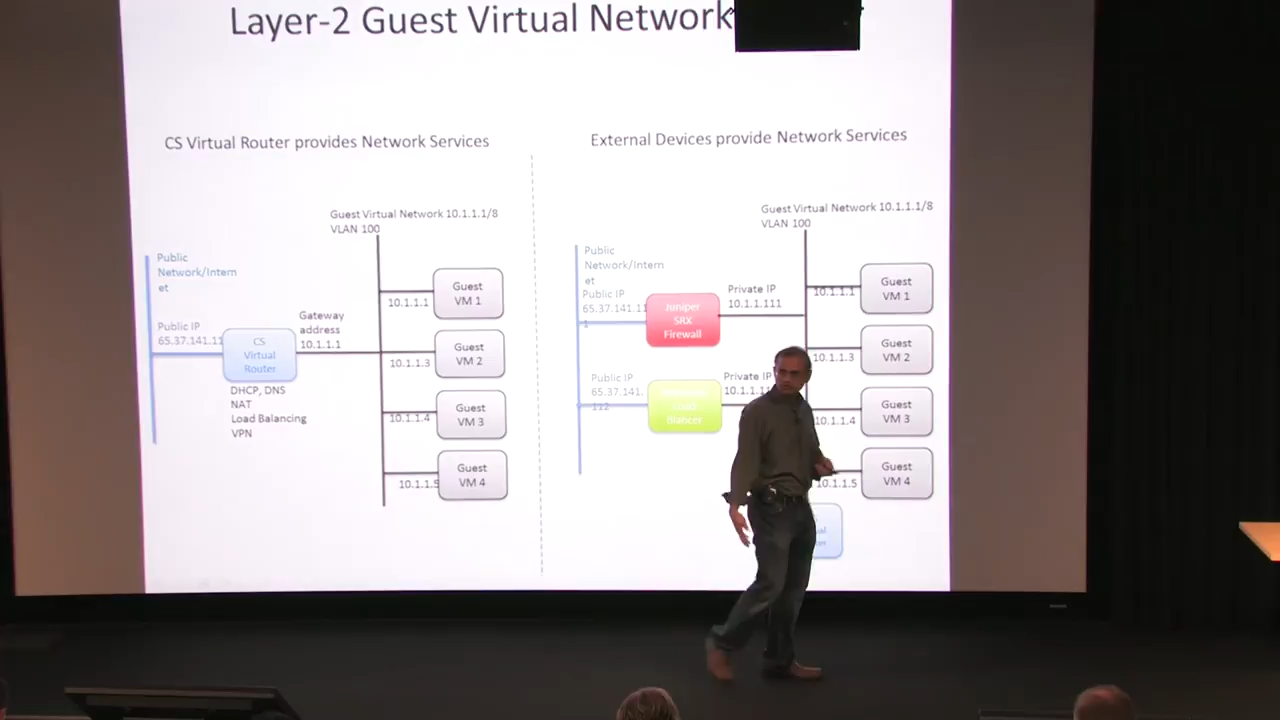 Layer-2 Guest Virtual Network
CS Virtual Router provides Network Services
Guest Virtual Network 10.1.1.1/8
VLAN 100
Public
Network/Intern
et
Public IP
65.37.141.11
CS
Virtual
Router
Gateway
address
10.1.1.1
DHCP, DNS
NAT
Load Balancing
VPN
10.1.1.1
Guest
VM 1
10.1.1.3
Guest
VM 2
10.1.1.4
Guest
VM 3
10.1.1.5
Guest
VM 4
External Devices provide Network Services
Guest Virtual Network 10.1.1.1/8
VLAN 100
Public
Network/Intern
et
Public IP
65.37.141.11
1
Juniper
SRX
Firewall
Private IP
10.1.1.111
Public IP
65.37.141.
112
Load
Blancer
Private IP
10.1.1.1
Guest
VM 1
10.1.1.3
Guest
VM 2
10.1.1.4
Guest
VM 3
10.1.1.5
Guest
VM 4